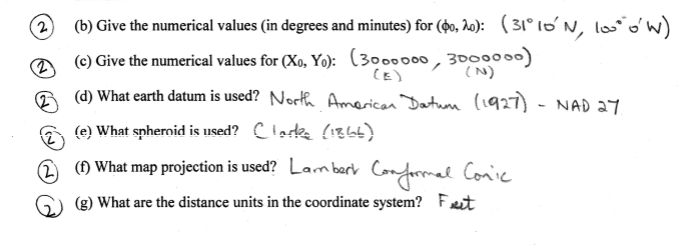 2 (b) Give the numerical values (in degrees and minutes) for (ϕ₀, λ₀): (31° 10' N, 100° 0' W)
2 (c) Give the numerical values for (X₀, Y₀): (3000000, 3000000)
(E) (N)
2 (d) What earth datum is used? North American Datum (1927) - NAD 27
2 (e) What spheroid is used? Clarke (1866)
2 (f) What map projection is used? Lambert Conformal Conic
2 (g) What are the distance units in the coordinate system? Feet